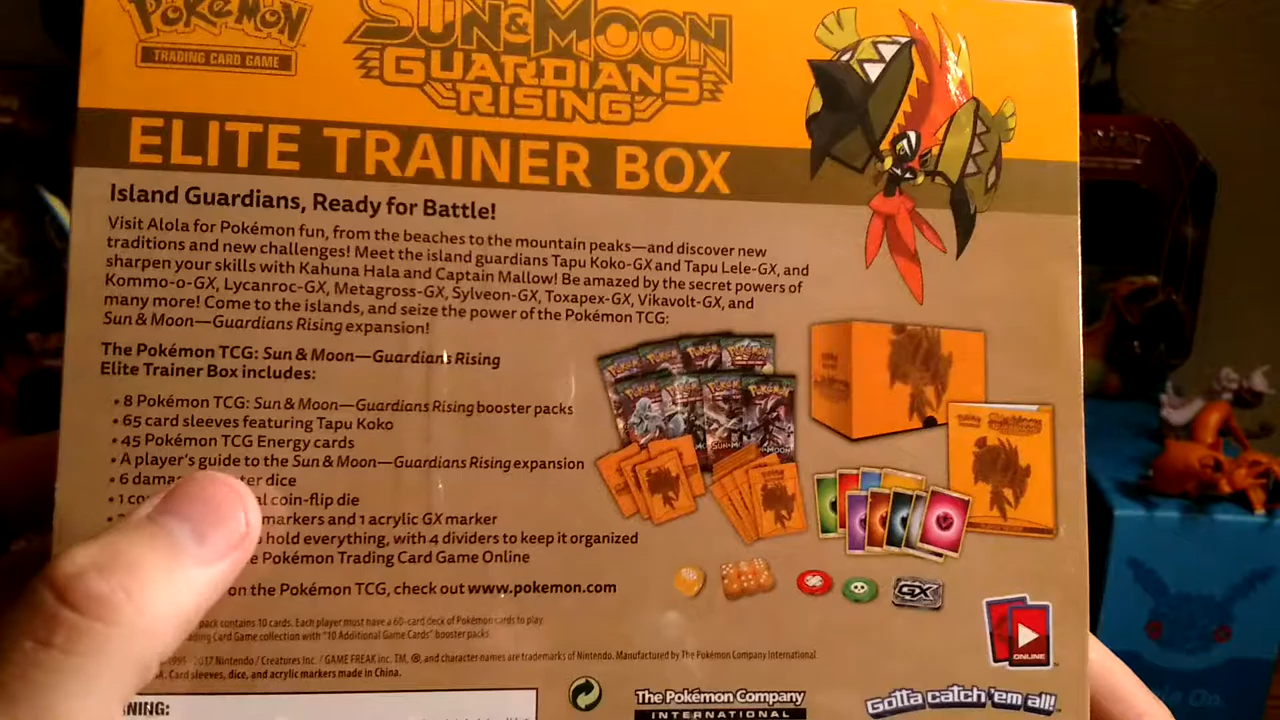 POKéMON
TRADING CARD GAME
SUN & MOON
GUARDIANS
RISING
ELITE TRAINER BOX
Island Guardians, Ready for Battle!
Visit Alola for Pokémon fun, from the beaches to the mountain peaks—and discover new
traditions and new challenges! Meet the island guardians Tapu Koko-GX and Tapu Lele-GX, and
sharpen your skills with Kahuna Hala and Captain Mallow! Be amazed by the secret powers of
Kommo-o-GX, Lycanroc-GX, Metagross-GX, Sylveon-GX, Toxapex-GX, Vikavolt-GX, and
many more! Come to the islands, and seize the power of the Pokémon TCG:
Sun & Moon—Guardians Rising expansion!
The Pokémon TCG: Sun & Moon—Guardians Rising
Elite Trainer Box includes:
• 8 Pokémon TCG: Sun & Moon—Guardians Rising booster packs
• 65 card sleeves featuring Tapu Koko
• 45 Pokémon TCG Energy cards
• A player's guide to the Sun & Moon—Guardians Rising expansion
• 6 dama ter dice
• 1 co al coin-flip die
markers and 1 acrylic GX marker
hold everything, with 4 dividers to keep it organized
e Pokémon Trading Card Game Online
on the Pokémon TCG, check out www.pokemon.com
pack contains 10 cards. Each player must have a 60-card deck of Pokémon cards to play
ading Card Game collection with "10 Additional Game Cards" booster packs.
1995–2017 Nintendo / Creatures Inc. / GAME FREAK inc. TM, ®, and character names are trademarks of Nintendo. Manufactured by The Pokémon Company International
A. Card sleeves, dice, and acrylic markers made in China.
GX
ONLINE
NING:
The Pokémon Company
INTERNATIONAL
Gotta catch 'em all!